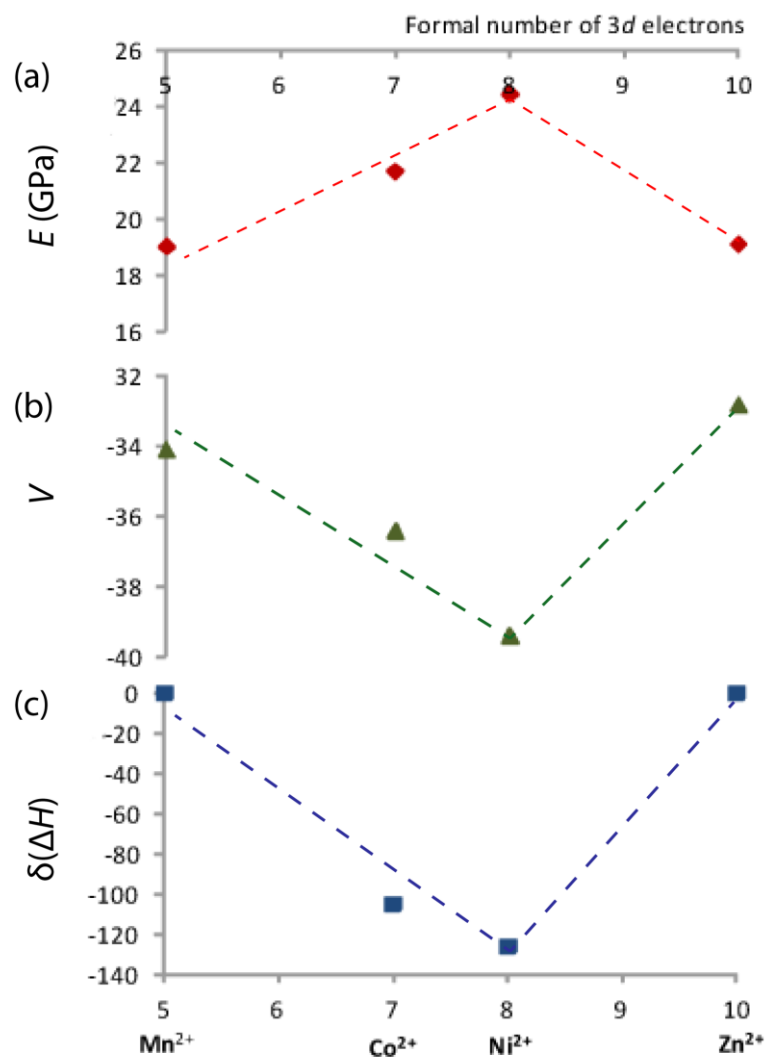 Formal number of 3d electrons
(a)
E (GPa)
26
24
22
20
18
16
5 6 7 8 9 10
(b)
V
32
-34
-36
-38
-40
(c)
δ(ΔH)
0
-20
-40
-60
-80
-100
-120
-140
5 6 7 8 9 10
Mn²⁺ Co²⁺ Ni²⁺ Zn²⁺